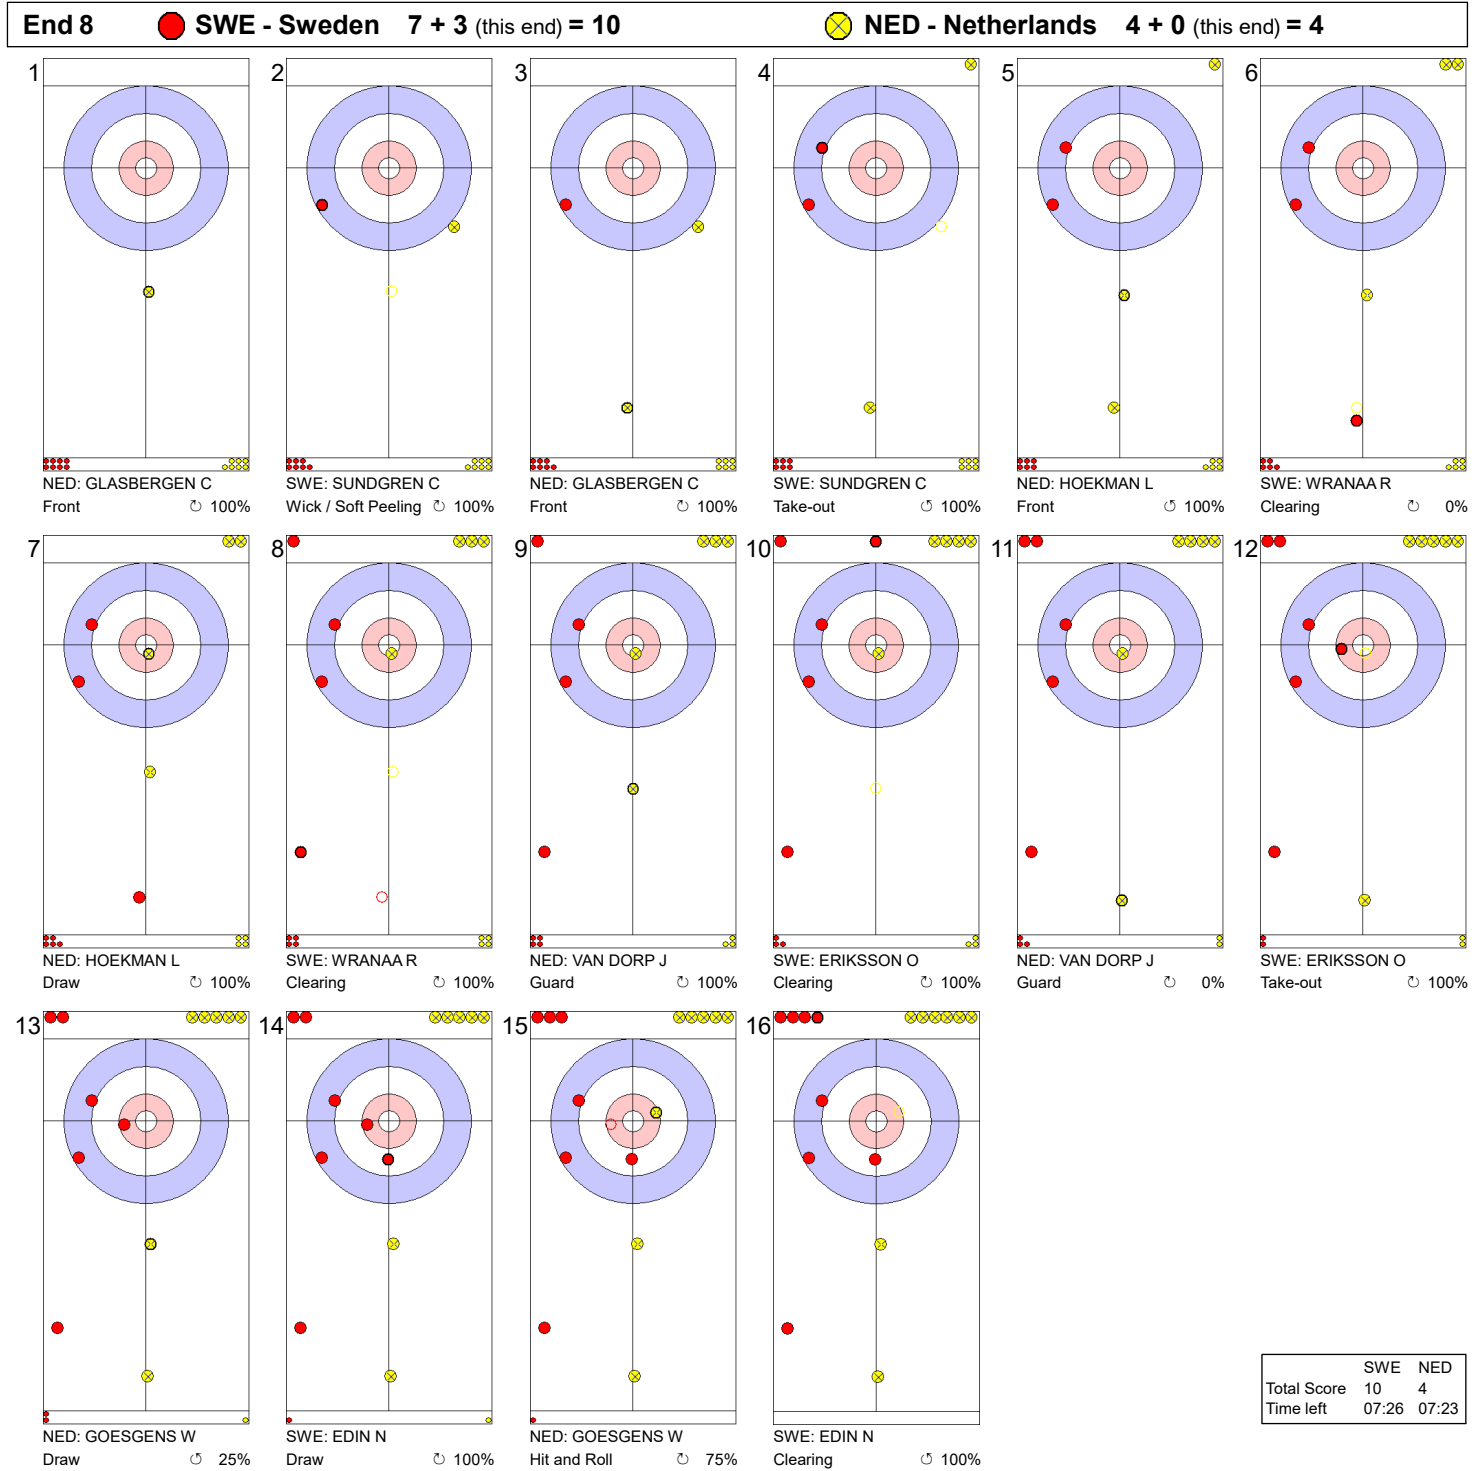 End 8 SWE - Sweden 7 + 3 (this end) = 10 NED - Netherlands 4 + 0 (this end) = 4
1 2 3 4 5 6
NED: GLASBERGEN C SWE: SUNDGREN C NED: GLASBERGEN C SWE: SUNDGREN C NED: HOEKMAN L SWE: WRANAA R
Front ↻ 100% Wick / Soft Peeling ↻ 100% Front ↻ 100% Take-out ↻ 100% Front ↻ 100% Clearing ↻ 0%
7 8 9 10 11 12
NED: HOEKMAN L SWE: WRANAA R NED: VAN DORP J SWE: ERIKSSON O NED: VAN DORP J SWE: ERIKSSON O
Draw ↻ 100% Clearing ↻ 100% Guard ↻ 100% Clearing ↺ 100% Guard ↻ 0% Take-out ↻ 100%
13 14 15 16
NED: GOESGENS W SWE: EDIN N NED: GOESGENS W SWE: EDIN N
Draw ↺ 25% Draw ↻ 100% Hit and Roll ↻ 75% Clearing ↺ 100%
SWE NED
Total Score 10 4
Time left 07:26 07:23